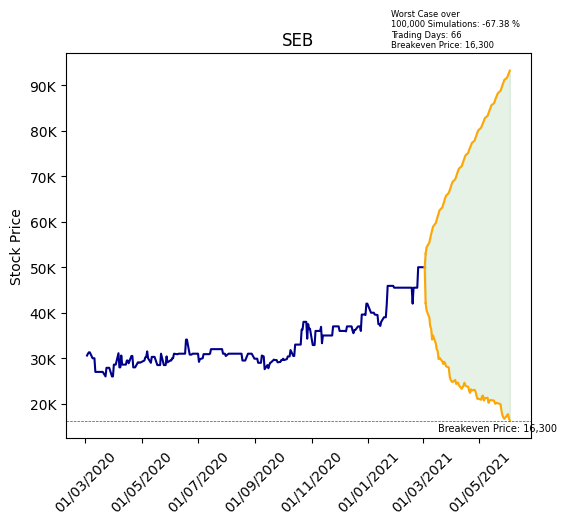 Worst Case over
100,000 Simulations: -67.38 %
Trading Days: 66
Breakeven Price: 16,300
SEB
Stock Price
90K
80K
70K
60K
50K
40K
30K
20K
Breakeven Price: 16,300
01/03/2020
01/05/2020
01/07/2020
01/09/2020
01/11/2020
01/01/2021
01/03/2021
01/05/2021